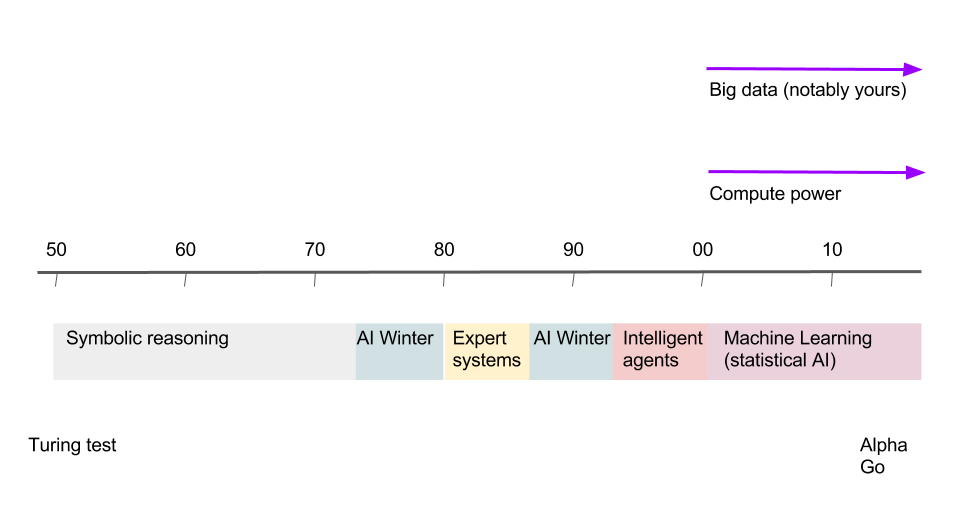 Big data (notably yours)
Compute power
50 60 70 80 90 00 10
Symbolic reasoning
AI Winter
Expert
systems
AI Winter
Intelligent
agents
Machine Learning
(statistical AI)
Turing test
Alpha
Go